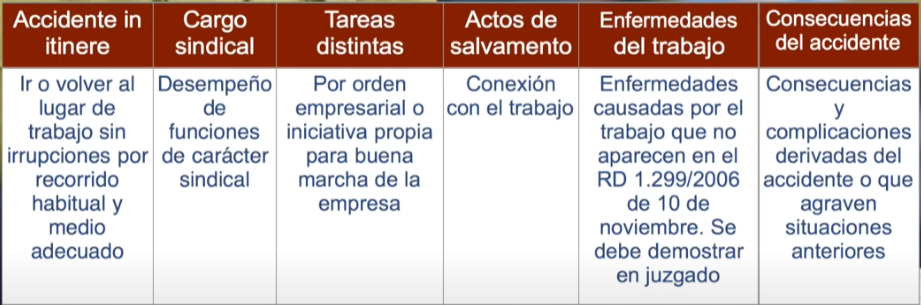 Accidente in
itinere
Cargo
sindical
Tareas
distintas
Actos de
salvamento
Enfermedades
del trabajo
Consecuencias
del accidente
Ir o volver al
lugar de
trabajo sin
irrupciones por
recorrido
habitual y
medio
adecuado
Desempeño
de
funciones
de carácter
sindical
Por orden
empresarial o
iniciativa propia
para buena
marcha de la
empresa
Conexión
con el trabajo
Enfermedades
causadas por el
trabajo que no
aparecen en el
RD 1.299/2006
de 10 de
noviembre. Se
debe demostrar
en juzgado
Consecuencias
y
complicaciones
derivadas del
accidente o que
agraven
situaciones
anteriores